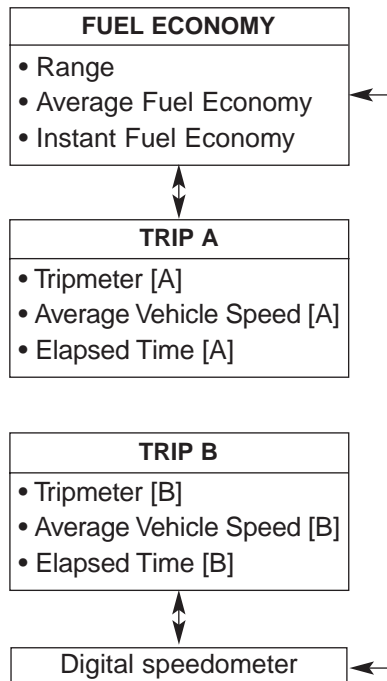 FUEL ECONOMY
• Range
• Average Fuel Economy
• Instant Fuel Economy
TRIP A
• Tripmeter [A]
• Average Vehicle Speed [A]
• Elapsed Time [A]
TRIP B
• Tripmeter [B]
• Average Vehicle Speed [B]
• Elapsed Time [B]
Digital speedometer